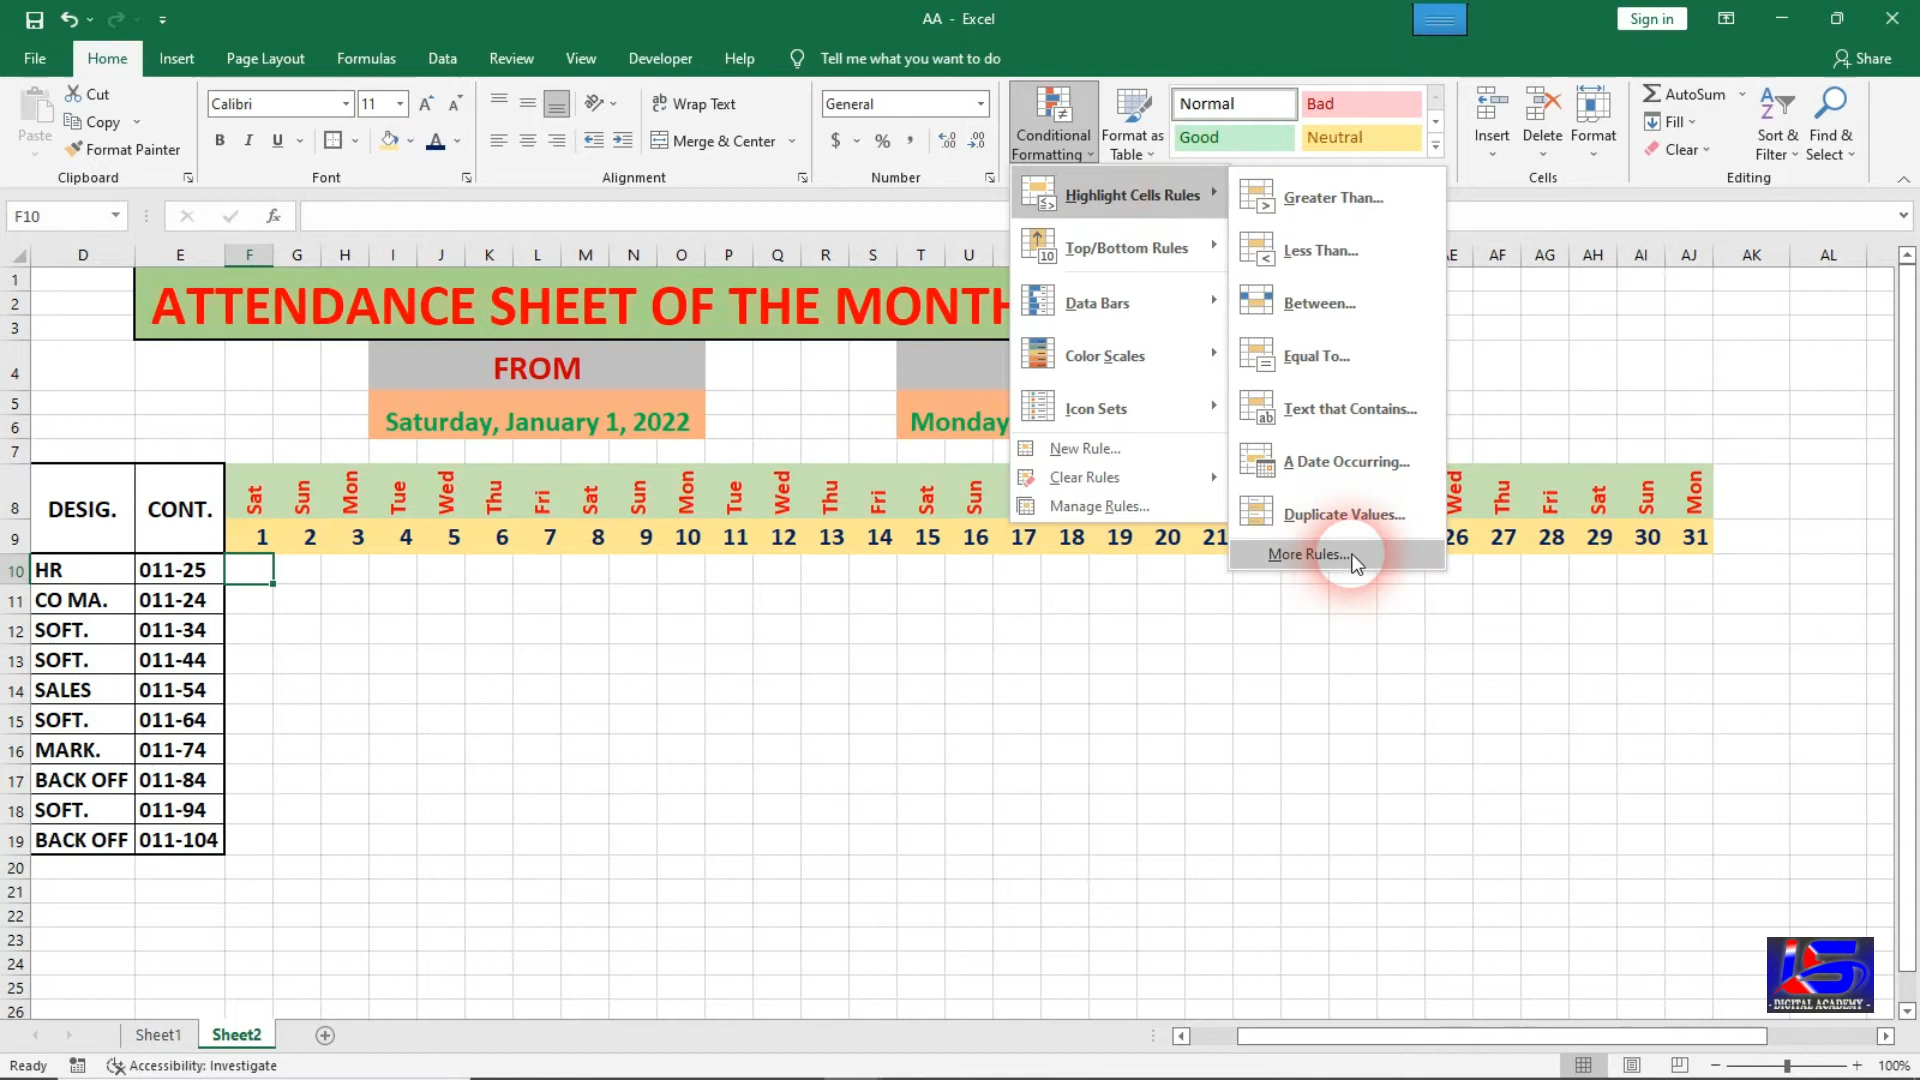 AA - Excel
Sign in
File Home Insert Page Layout Formulas Data Review View Developer Help Tell me what you want to do Share
Paste
Cut
Copy
Format Painter
Clipboard
Calibri 11
B I U
Font
Wrap Text
Merge & Center
Alignment
General
$ % ,
Number
Conditional Formatting
Format as Table
Normal Bad
Good Neutral
Insert Delete Format
Cells
AutoSum
Fill
Clear
Sort & Filter
Find & Select
Editing
F10
fx
Highlight Cells Rules
Top/Bottom Rules
Data Bars
Color Scales
Icon Sets
New Rule...
Clear Rules
Manage Rules...
Greater Than...
Less Than...
Between...
Equal To...
Text that Contains...
A Date Occurring...
Duplicate Values...
More Rules...
D E F G H I J K L M N O P Q R S T U AE AF AG AH AI AJ AK AL
1
2
3
4
5
6
7
8
9
10
11
12
13
14
15
16
17
18
19
20
21
22
23
24
25
26
ATTENDANCE SHEET OF THE MONTH
FROM
Saturday, January 1, 2022
Monday
DESIG. CONT. Sat Sun Mon Tue Wed Thu Fri Sat Sun Mon Tue Wed Thu Fri Sat Sun Wed Thu Fri Sat Sun Mon
1 2 3 4 5 6 7 8 9 10 11 12 13 14 15 16 17 18 19 20 21 26 27 28 29 30 31
HR 011-25
CO MA. 011-24
SOFT. 011-34
SOFT. 011-44
SALES 011-54
SOFT. 011-64
MARK. 011-74
BACK OFF 011-84
SOFT. 011-94
BACK OFF 011-104
LS
- DIGITAL ACADEMY -
Sheet1 Sheet2
Ready Accessibility: Investigate 100%